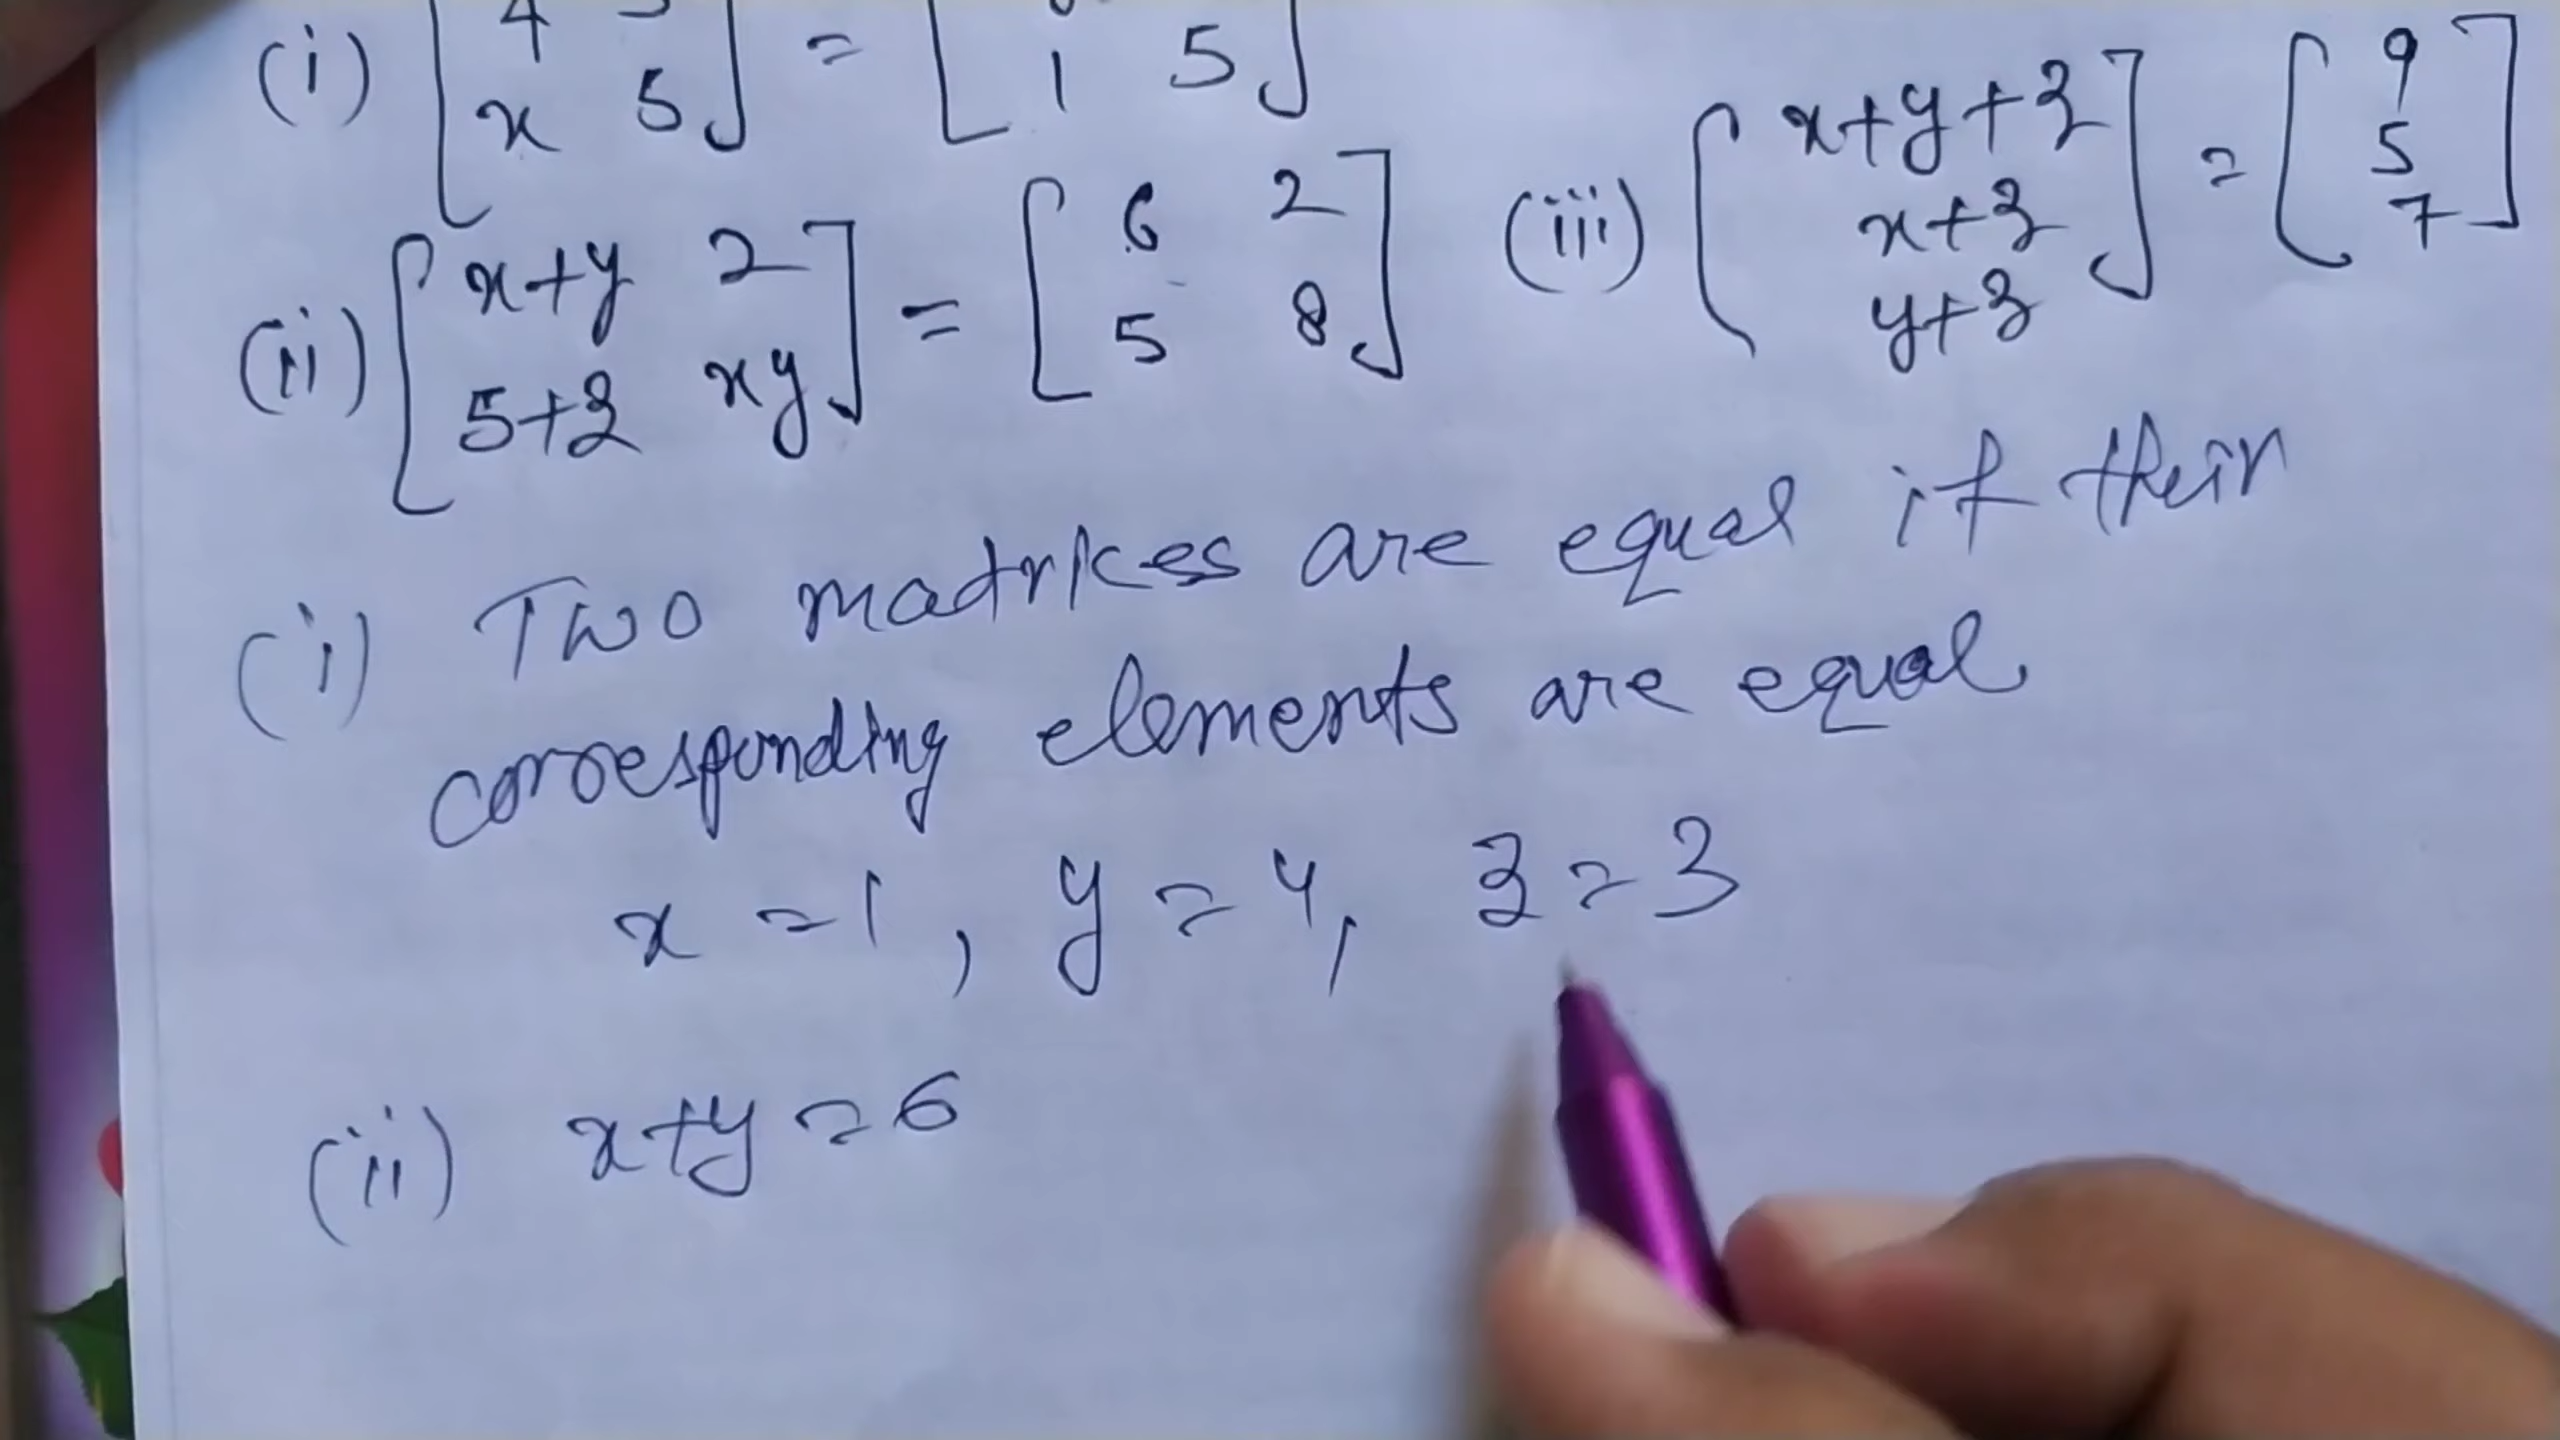 (i) [4
x 5] = [1 5]
(ii) [x+y 2
5+z xy] = [6 2
5 8]
(iii) [x+y+z
x+z
y+z] = [9
5
7]
(i) Two matrices are equal if their
corresponding elements are equal
x = 1, y = 4, z = 3
(ii) x+y = 6